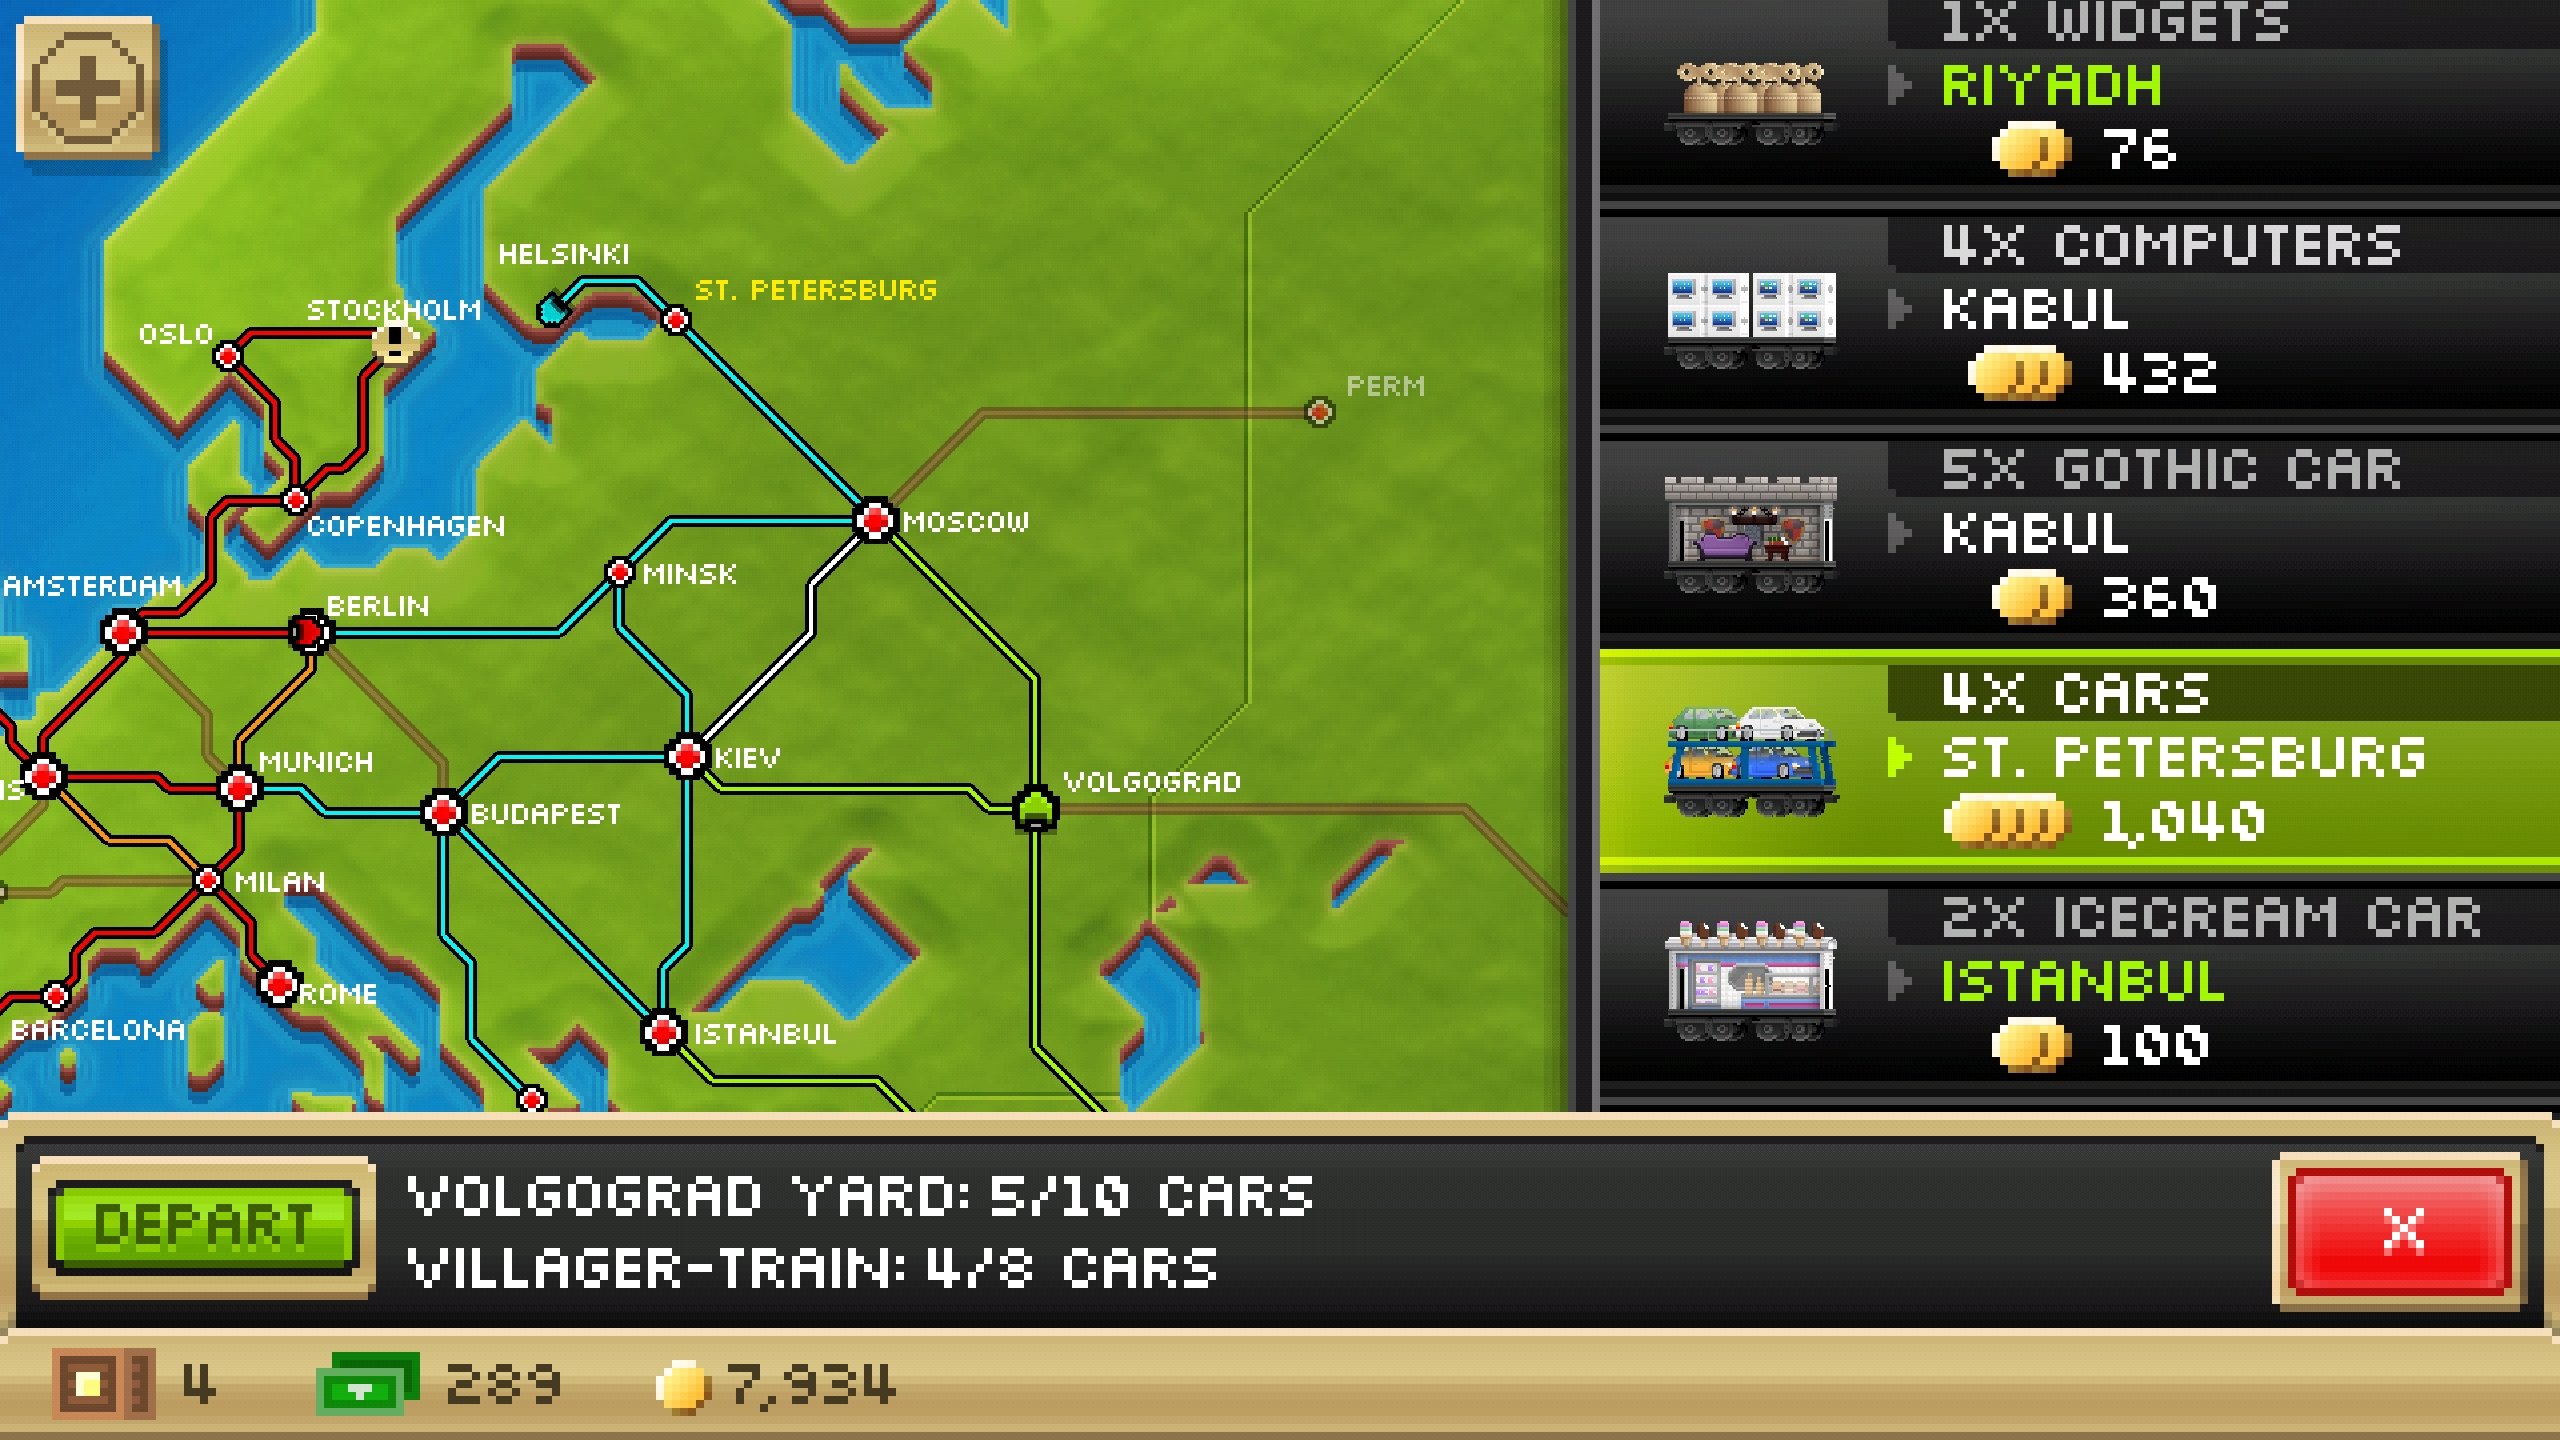 HELSINKI
ST. PETERSBURG
STOCKHOLM
OSLO
PERM
COPENHAGEN
MOSCOW
MINSK
AMSTERDAM
BERLIN
MUNICH
KIEV
VOLGOGRAD
IS
BUDAPEST
MILAN
ROME
BARCELONA
ISTANBUL
1X WIDGETS
RIYADH
76
4X COMPUTERS
KABUL
432
5X GOTHIC CAR
KABUL
360
4X CARS
ST. PETERSBURG
1,040
2X ICECREAM CAR
ISTANBUL
100
DEPART
VOLGOGRAD YARD: 5/10 CARS
VILLAGER-TRAIN: 4/8 CARS
X
4 289 7,934